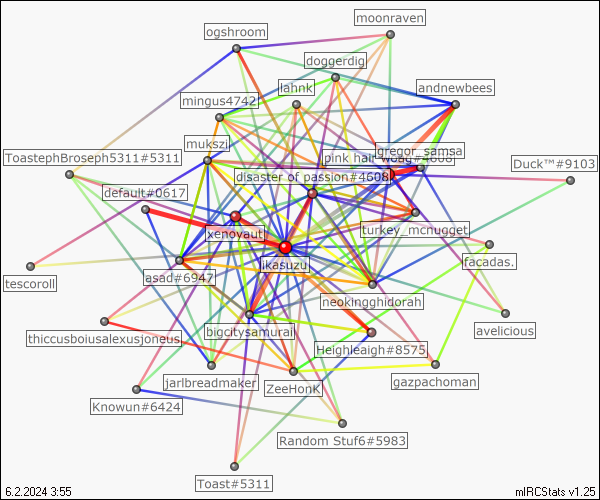 moonraven
ogshroom
doggerdig
lahnk
andnewbees
mingus4742
mukszi
gregor_samsa
ToastephBroseph5311#5311
pink hair
#4608
Duck™#9103
disaster of passion#4608
default#0617
xenovaut
turkey_mcnugget
ikasuzu
facadas.
asad#6947
tescoroll
neokingghidorah
avelicious
thiccusboiusalexusjoneus
bigcitysamurai
Heighleaigh#8575
jarlbreadmaker
ZeeHonK
gazpachoman
Knowun#6424
Random Stuf6#5983
Toast#5311
6.2.2024 3:55
mIRCStats v1.25